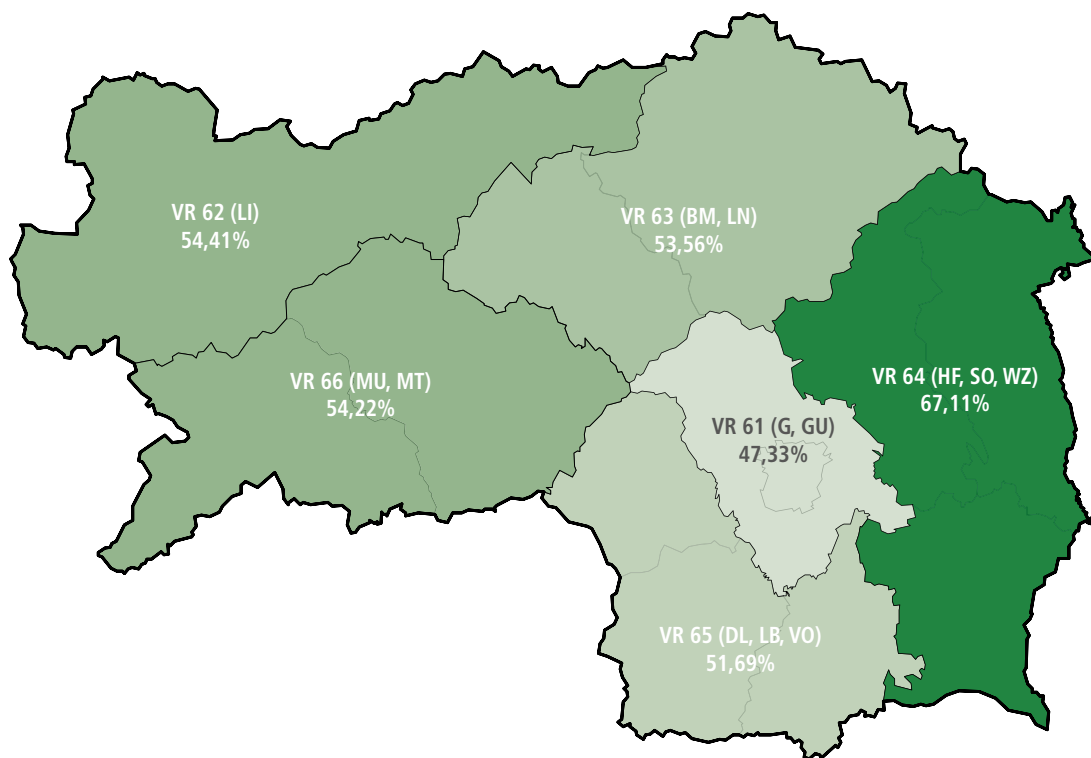 VR 62 (LI)
54,41%
VR 63 (BM, LN)
53,56%
VR 66 (MU, MT)
54,22%
VR 64 (HF, SO, WZ)
67,11%
VR 61 (G, GU)
47,33%
VR 65 (DL, LB, VO)
51,69%